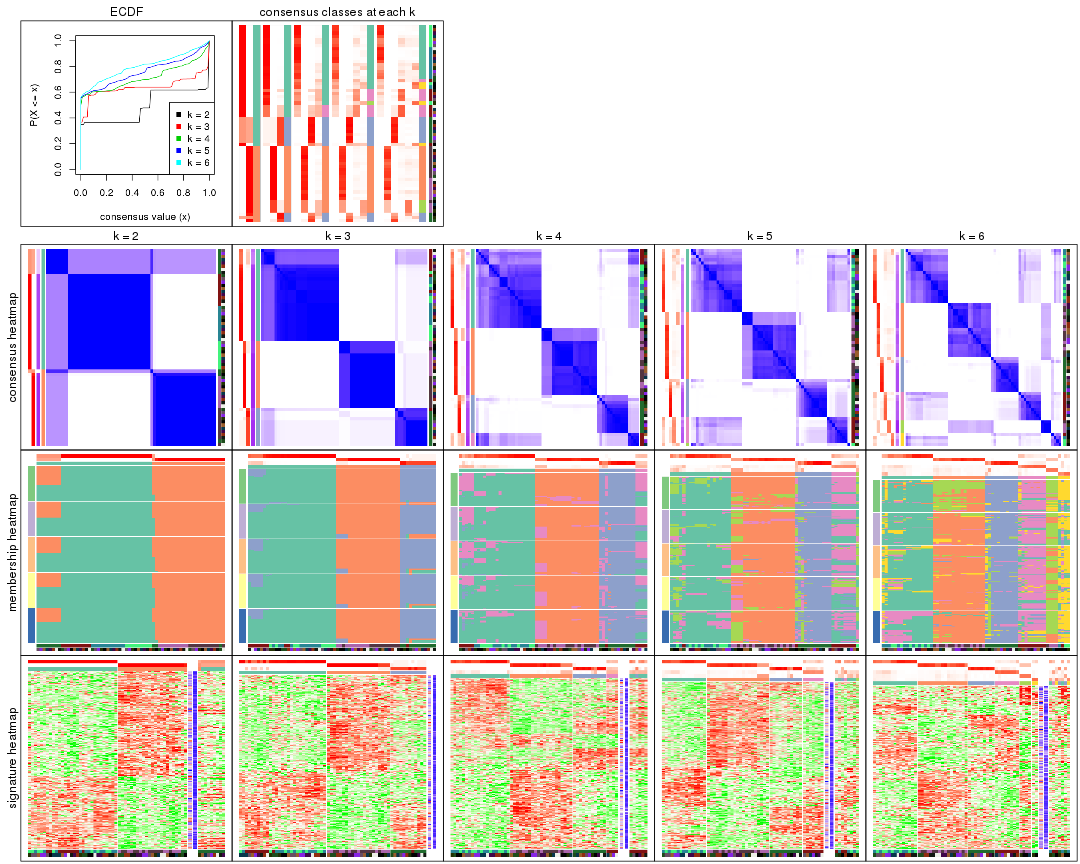 ECDF
consensus classes at each k
P(X <= x)
0.0 0.2 0.4 0.6 0.8 1.0
k = 2
k = 3
k = 4
k = 5
k = 6
0.0 0.2 0.4 0.6 0.8 1.0
consensus value (x)
k = 2
k = 3
k = 4
k = 5
k = 6
consensus heatmap
membership heatmap
signature heatmap